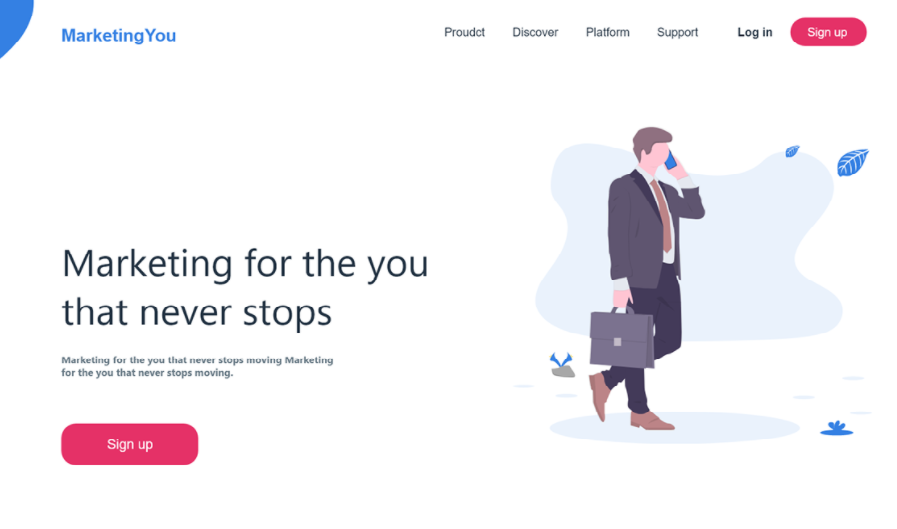 MarketingYou
Proudct Discover Platform Support Log in Sign up
Marketing for the you
that never stops
Marketing for the you that never stops moving Marketing
for the you that never stops moving.
Sign up